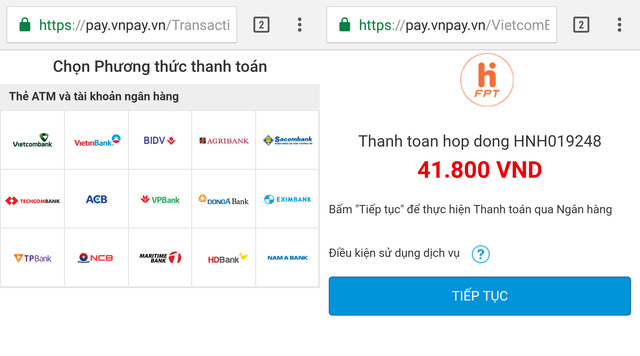 https://pay.vnpay.vn/Transacti
2
Chọn Phương thức thanh toán
Thẻ ATM và tài khoản ngân hàng
Vietcombank
VietinBank
BIDV
AGRIBANK
Sacombank
TECHCOMBANK
ACB
VPBank
DONGA Bank
EXIMBANK
TPBank
NCB
MARITIME BANK
HDBank
NAM A BANK
https://pay.vnpay.vn/VietcomB
2
hi
FPT
Thanh toan hop dong HNH019248
41.800 VND
Bấm "Tiếp tục" để thực hiện Thanh toán qua Ngân hàng
Điều kiện sử dụng dịch vụ ?
TIẾP TỤC